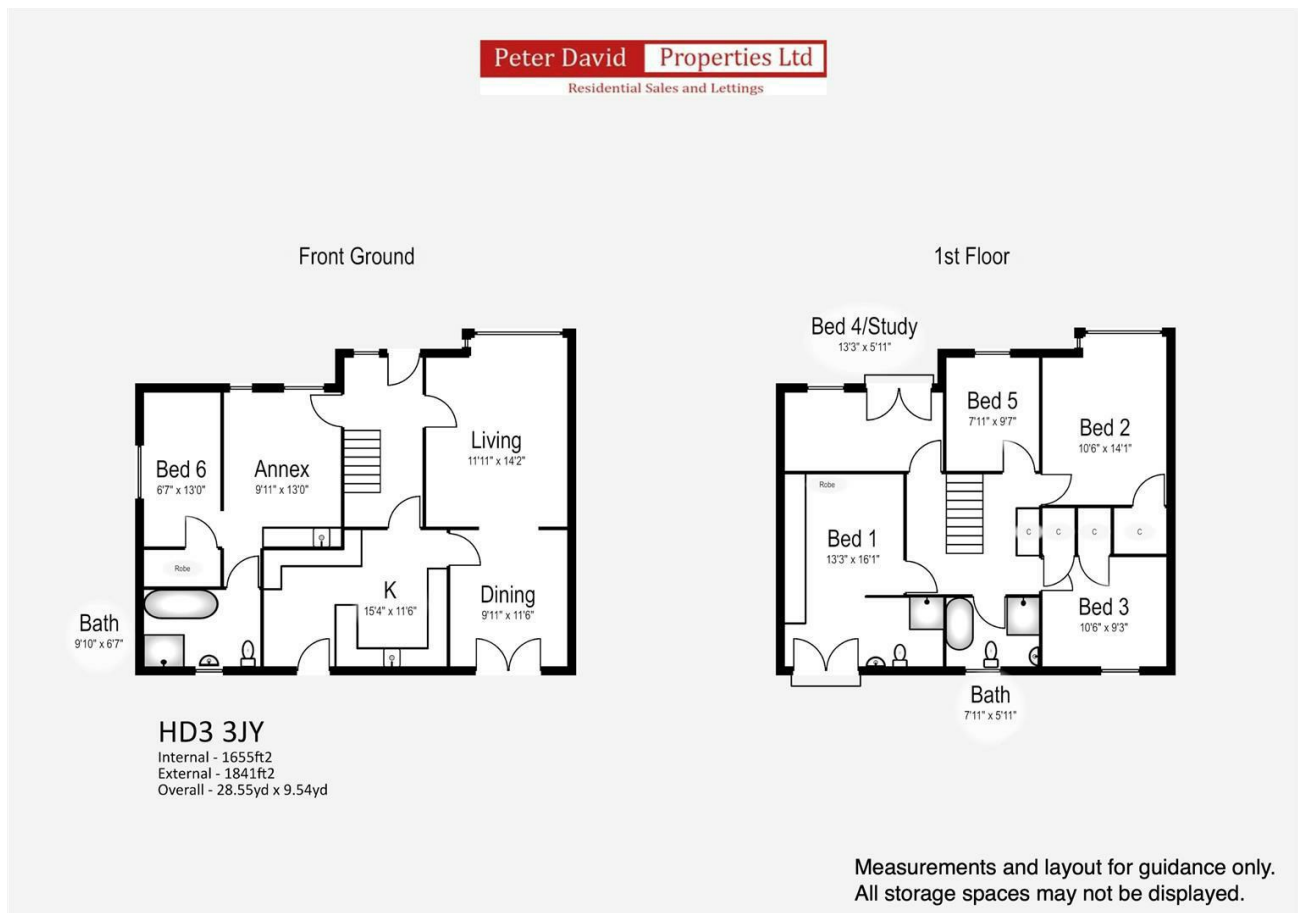 Peter David Properties Ltd
Residential Sales and Lettings
Front Ground
1st Floor
Bed 6
6'7" x 13'0"
Annex
9'11" x 13'0"
Living
11'11" x 14'2"
Robe
K
15'4" x 11'6"
Dining
9'11" x 11'6"
Bath
9'10" x 6'7"
Bed 4/Study
13'3" x 5'11"
Bed 5
7'11" x 9'7"
Bed 2
10'6" x 14'1"
Robe
Bed 1
13'3" x 16'1"
C
C
C
C
Bed 3
10'6" x 9'3"
Bath
7'11" x 5'11"
HD3 3JY
Internal - 1655ft2
External - 1841ft2
Overall - 28.55yd x 9.54yd
Measurements and layout for guidance only.
All storage spaces may not be displayed.